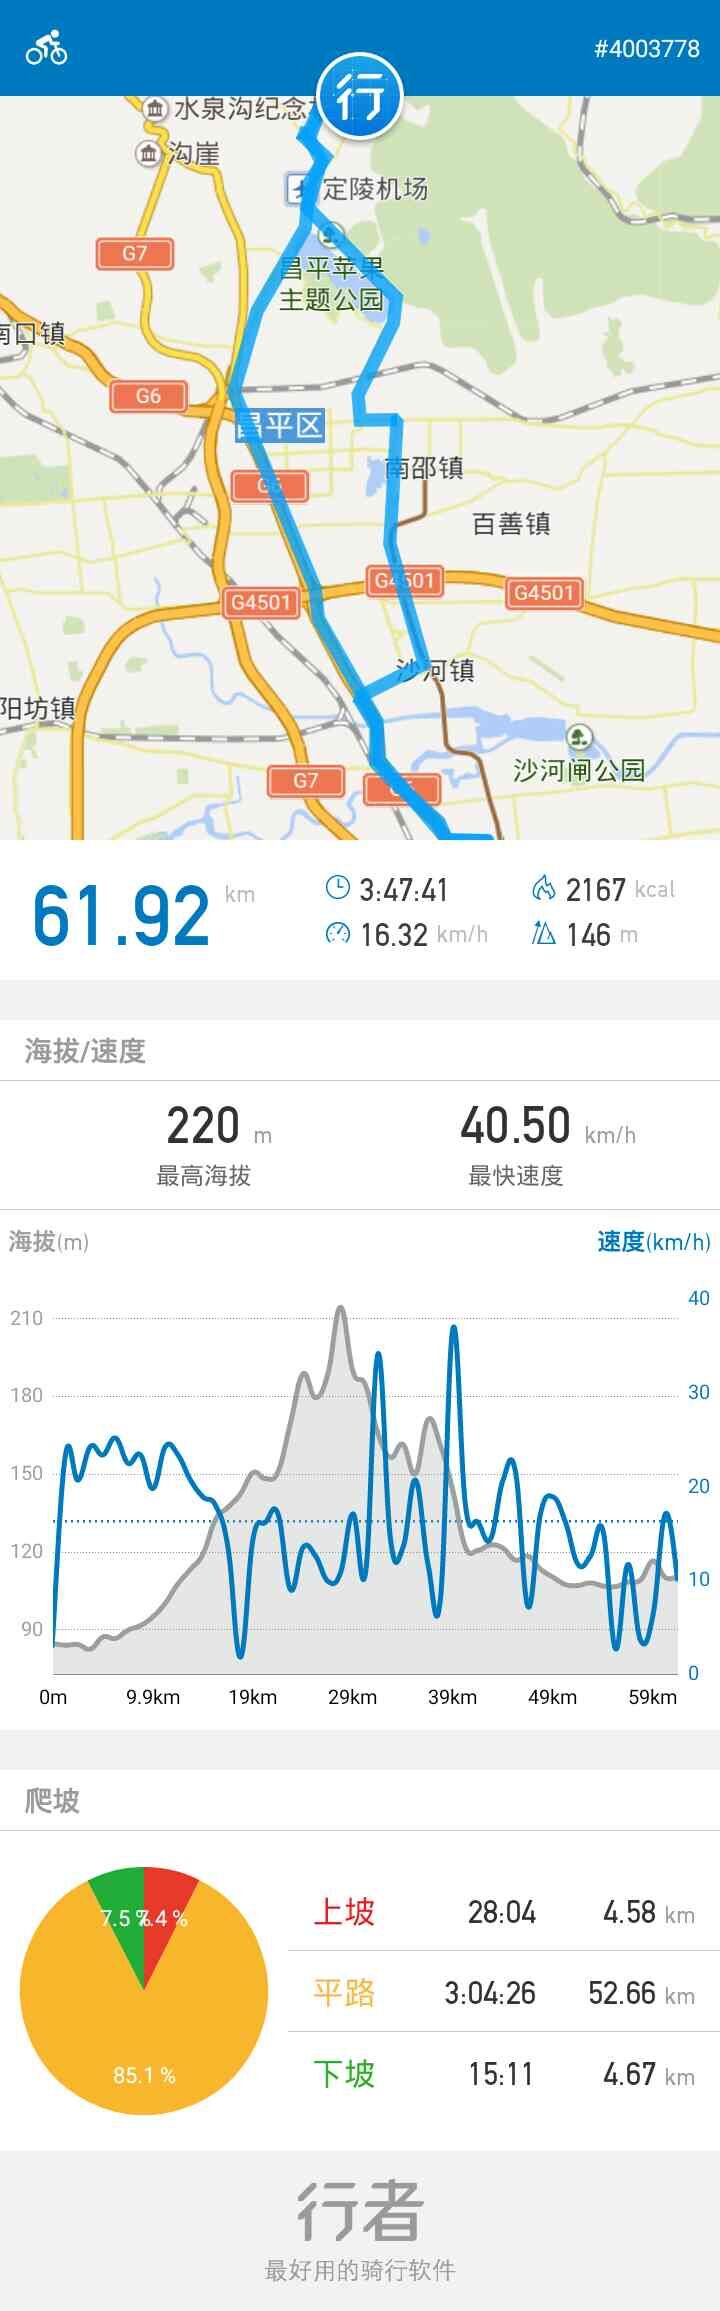 #4003778
行
水泉沟纪念
沟崖
定陵机场
G7
昌平苹果
主题公园
南口镇
G6
昌平区
南邵镇
G6
百善镇
G4501
G4501
G4501
沙河镇
阳坊镇
沙河闸公园
G7
61.92 km
3:47:41
2167 kcal
16.32 km/h
146 m
海拔/速度
220 m
40.50 km/h
最高海拔
最快速度
海拔(m)
速度(km/h)
40
210
30
180
150
20
120
10
90
0
0m 9.9km 19km 29km 39km 49km 59km
爬坡
7.5 %
7.4 %
85.1 %
上坡 28:04 4.58 km
平路 3:04:26 52.66 km
下坡 15:11 4.67 km
行者
最好用的骑行软件